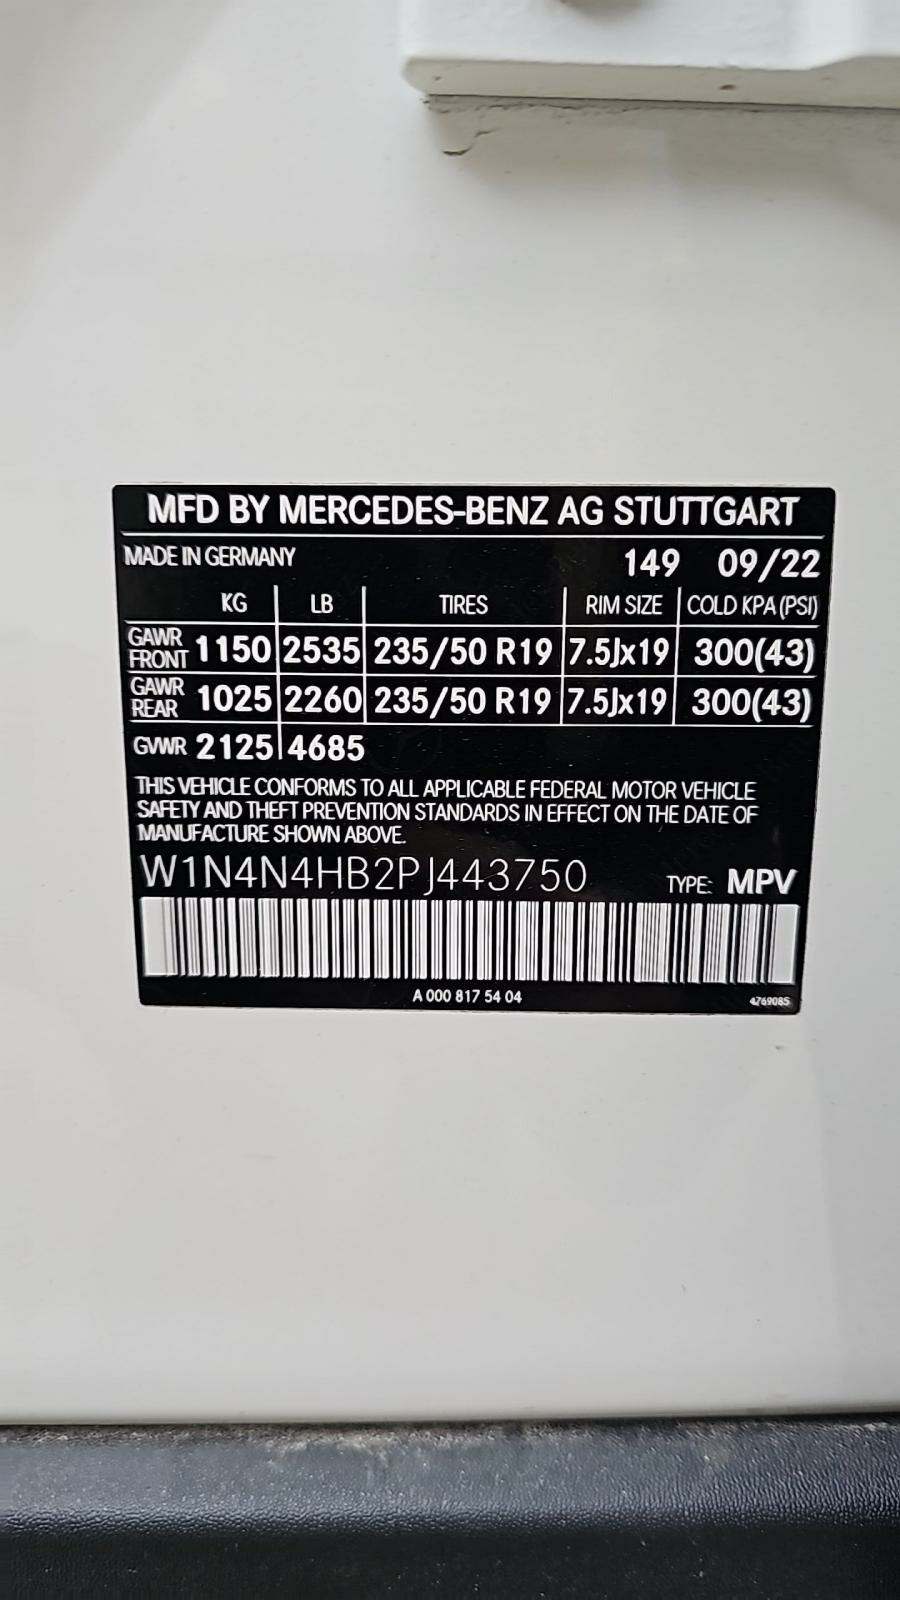 MFD BY MERCEDES-BENZ AG STUTTGART
MADE IN GERMANY 149 09/22
KG LB TIRES RIM SIZE COLD KPA (PSI)
GAWR FRONT 1150 2535 235/50 R19 7.5Jx19 300(43)
GAWR REAR 1025 2260 235/50 R19 7.5Jx19 300(43)
GVWR 2125 4685
THIS VEHICLE CONFORMS TO ALL APPLICABLE FEDERAL MOTOR VEHICLE
SAFETY AND THEFT PREVENTION STANDARDS IN EFFECT ON THE DATE OF
MANUFACTURE SHOWN ABOVE.
W1N4N4HB2PJ443750 TYPE: MPV
A 000 817 54 04 4769085